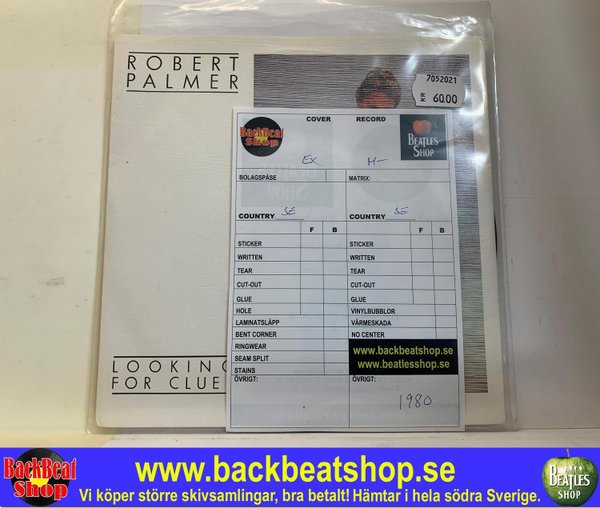 ROBERT
PALMER
7052021
KR 60.00
COVER
RECORD
BackBeat
Shop
BEATLES
SHOP
EX
M-
BOLAGSPÅSE
MATRIX:
COUNTRY SE
COUNTRY SE
F B
F B
STICKER
STICKER
WRITTEN
WRITTEN
TEAR
TEAR
CUT-OUT
CUT-OUT
GLUE
GLUE
HOLE
VINYLBUBBLOR
LAMINATSLÄPP
VÄRMESKADA
BENT CORNER
NO CENTER
RINGWEAR
www.backbeatshop.se
SEAM SPLIT
www.beatlesshop.se
STAINS
ÖVRIGT:
ÖVRIGT:
1980
LOOKING
FOR CLUE
BackBeat
Shop
www.backbeatshop.se
Vi köper större skivsamlingar, bra betalt! Hämtar i hela södra Sverige.
BEATLES
SHOP